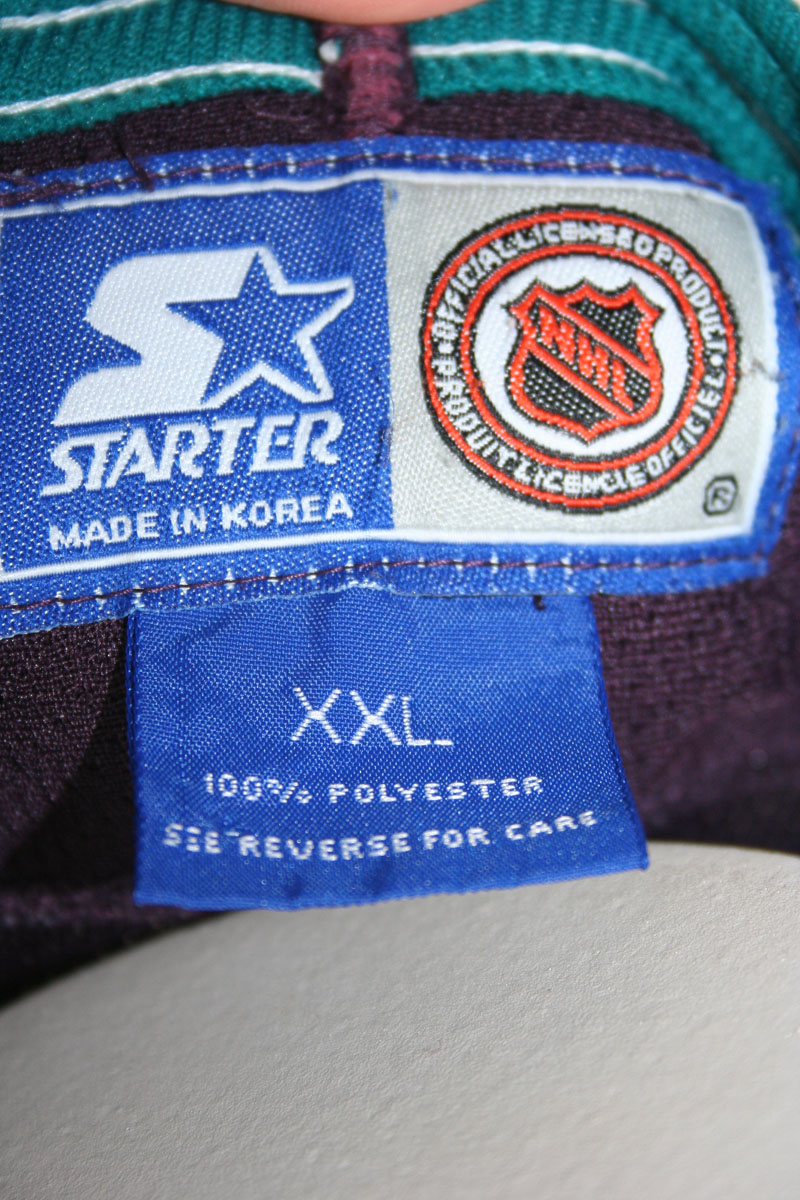 STARTER
MADE IN KOREA
OFFICIAL LICENSED PRODUCT
NHL
PRODUIT LICENCIE OFFICIEL
®
XXL
100% POLYESTER
SEE REVERSE FOR CARE